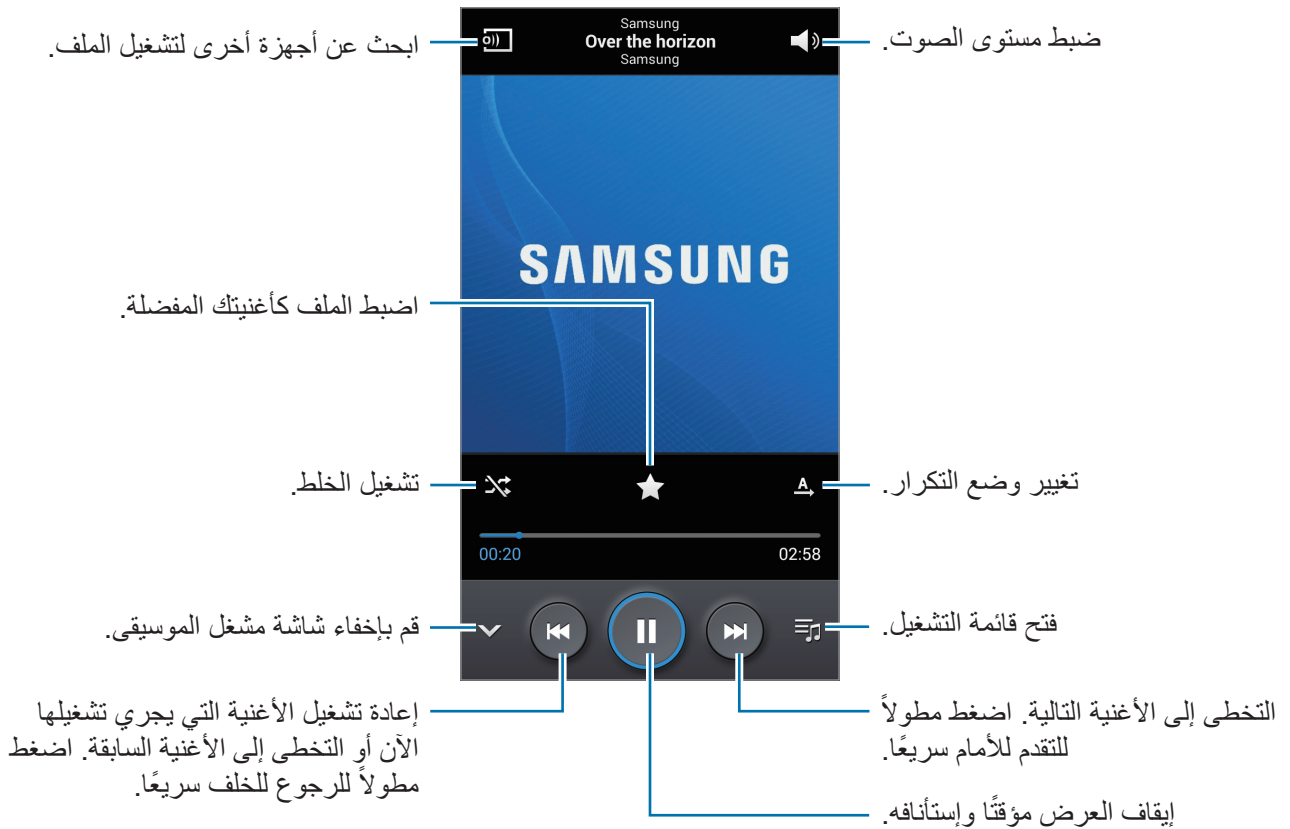 Samsung
Over the horizon
Samsung
ضبط مستوى الصوت.
ابحث عن أجهزة أخرى لتشغيل الملف.
SAMSUNG
اضبط الملف كأغنيتك المفضلة.
تغيير وضع التكرار.
A
تشغيل الخلط.
00:20
02:58
فتح قائمة التشغيل.
قم بإخفاء شاشة مشغل الموسيقى.
التخطى إلى الأغنية التالية. اضغط مطولاً
للتقدم للأمام سريعًا.
إعادة تشغيل الأغنية التي يجري تشغيلها
الآن أو التخطى إلى الأغنية السابقة. اضغط
مطولاً للرجوع للخلف سريعًا.
إيقاف العرض مؤقتًا وإستأنافه.